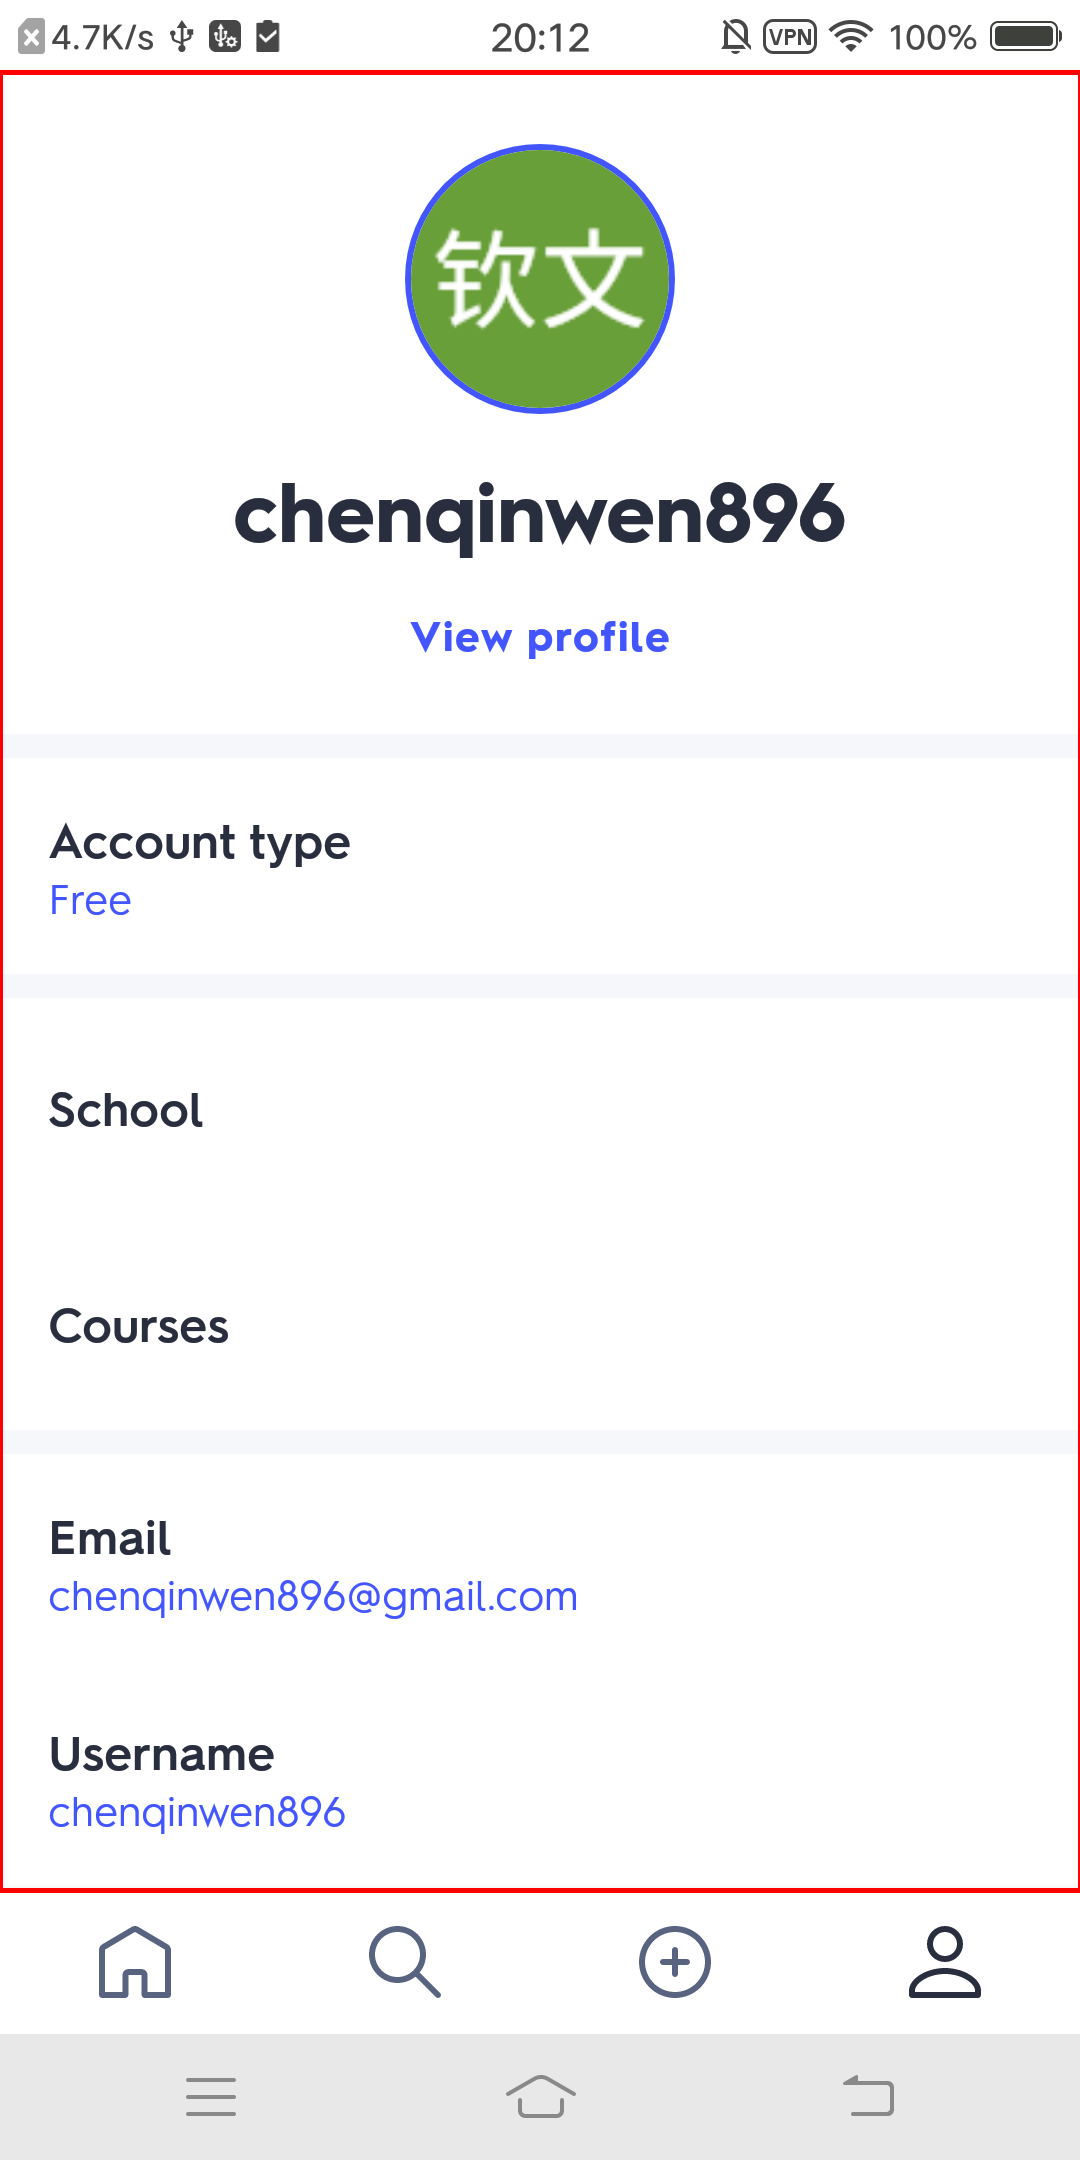 4.7K/s 20:12 VPN 100%
钦文
chenqinwen896
View profile
Account type
Free
School
Courses
Email
chenqinwen896@gmail.com
Username
chenqinwen896